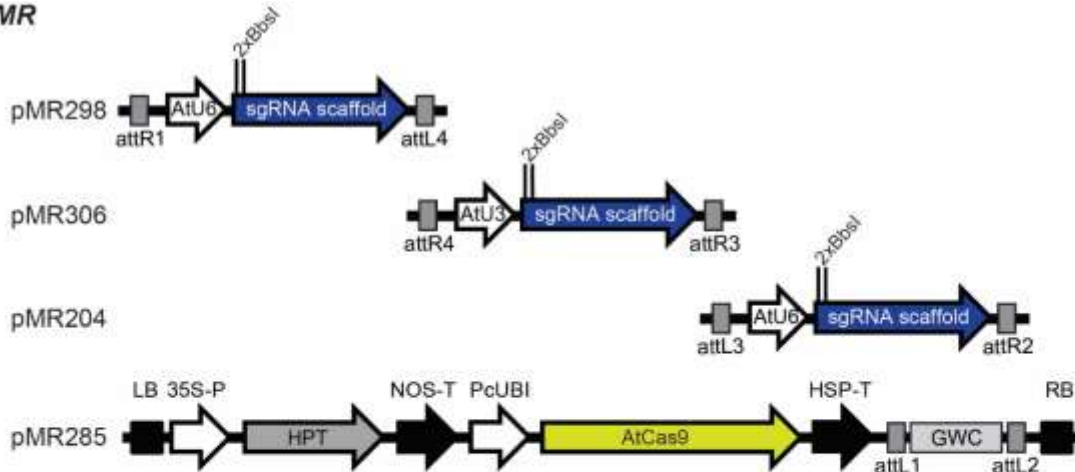 MR
2xBbsI
pMR298 AtU6 sgRNA scaffold
attR1 attL4
2xBbsI
pMR306 AtU3 sgRNA scaffold
attR4 attR3
2xBbsI
pMR204 AtU6 sgRNA scaffold
attL3 attR2
LB 35S-P NOS-T PcUBI HSP-T RB
pMR285 HPT AtCas9 GWC
attL1 attL2